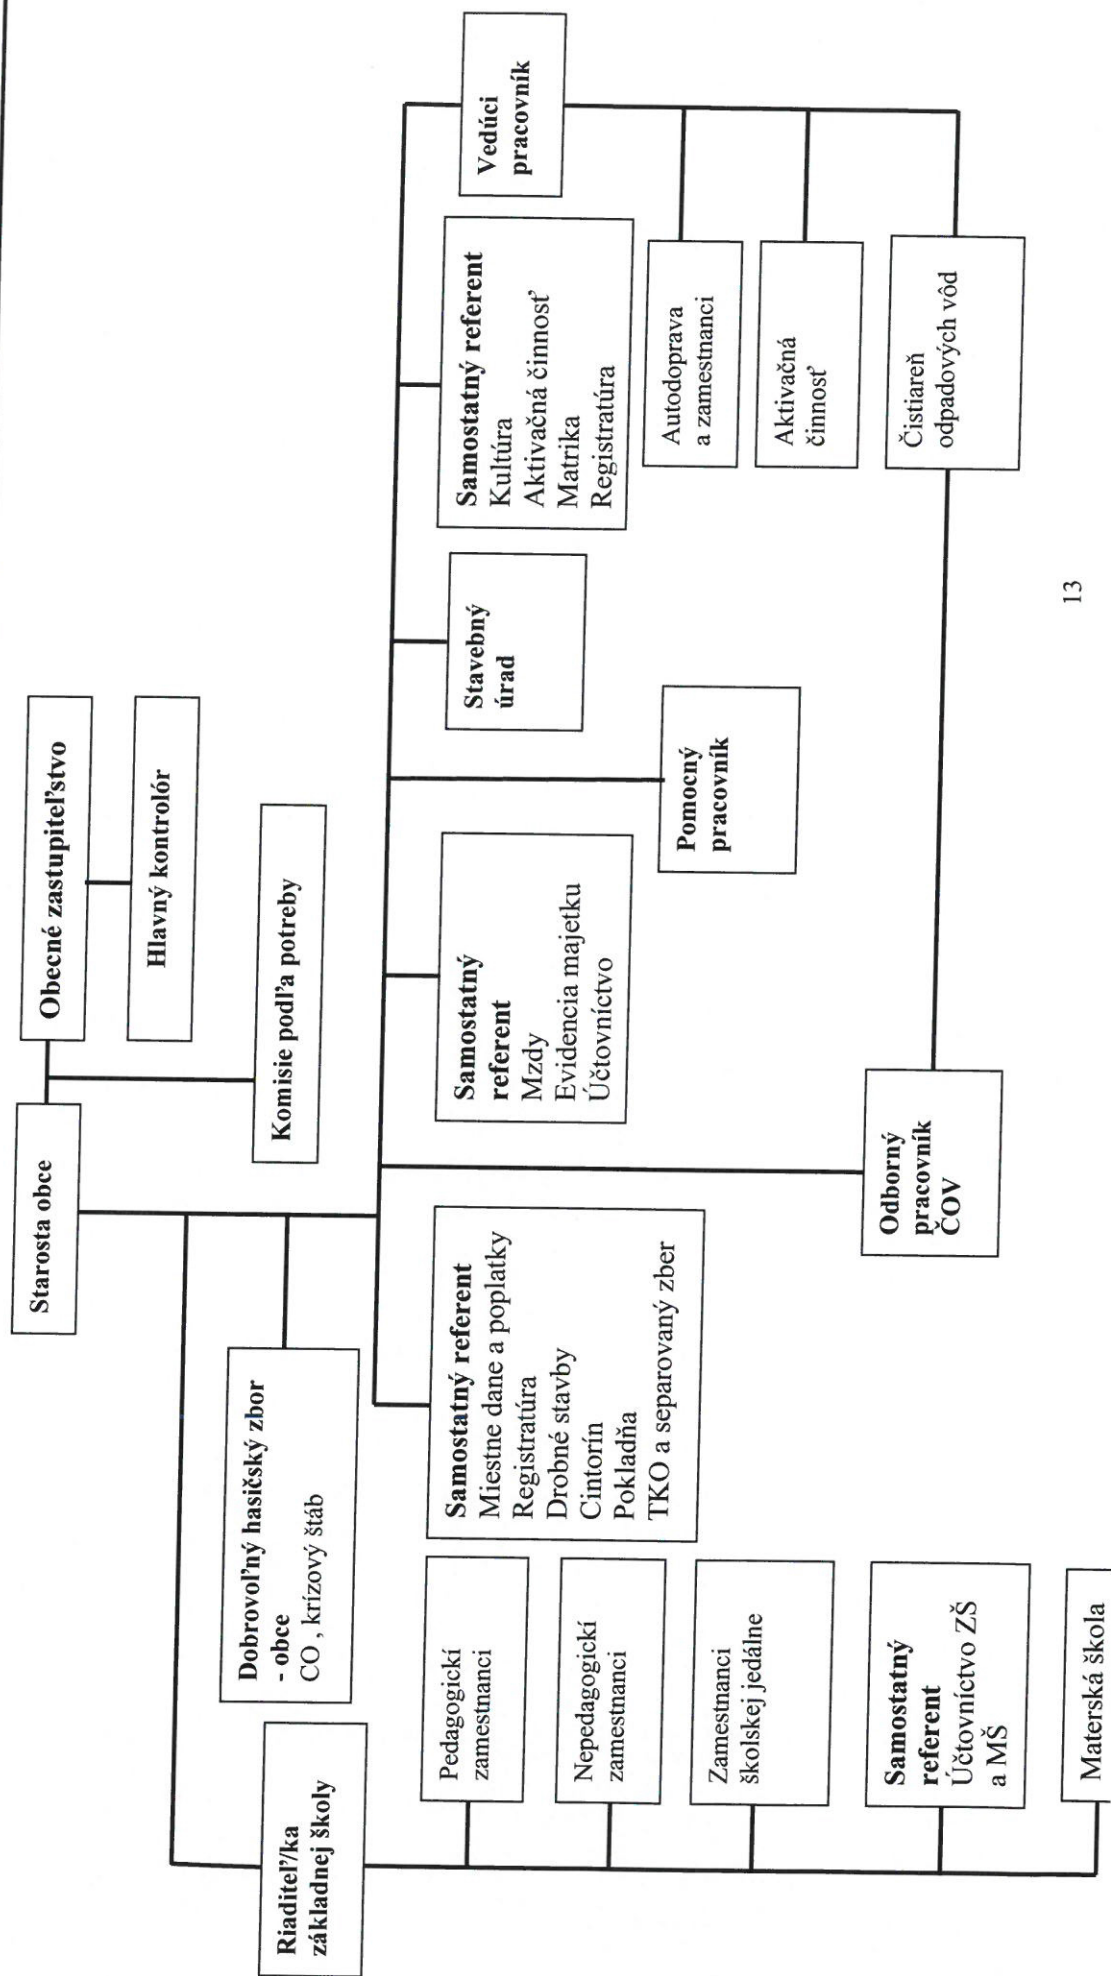 Starosta obce
Obecné zastupiteľstvo
Hlavný kontrolór
Komisie podľa potreby
Dobrovoľný hasičský zbor
- obce
CO , krízový štáb
Riaditeľ/ka
základnej školy
Pedagogickí
zamestnanci
Nepedagogickí
zamestnanci
Zamestnanci
školskej jedálne
Samostatný
referent
Účtovníctvo ZŠ
a MŠ
Materská škola
Samostatný referent
Miestne dane a poplatky
Registratúra
Drobné stavby
Cintorín
Pokladňa
TKO a separovaný zber
Samostatný
referent
Mzdy
Evidencia majetku
Účtovníctvo
Stavebný
úrad
Samostatný referent
Kultúra
Aktivačná činnosť
Matrika
Registratúra
Vedúci
pracovník
Pomocný
pracovník
Autodoprava
a zamestnanci
Aktivačná
činnosť
Odborný
pracovník
ČOV
Čistiareň
odpadových vôd
13